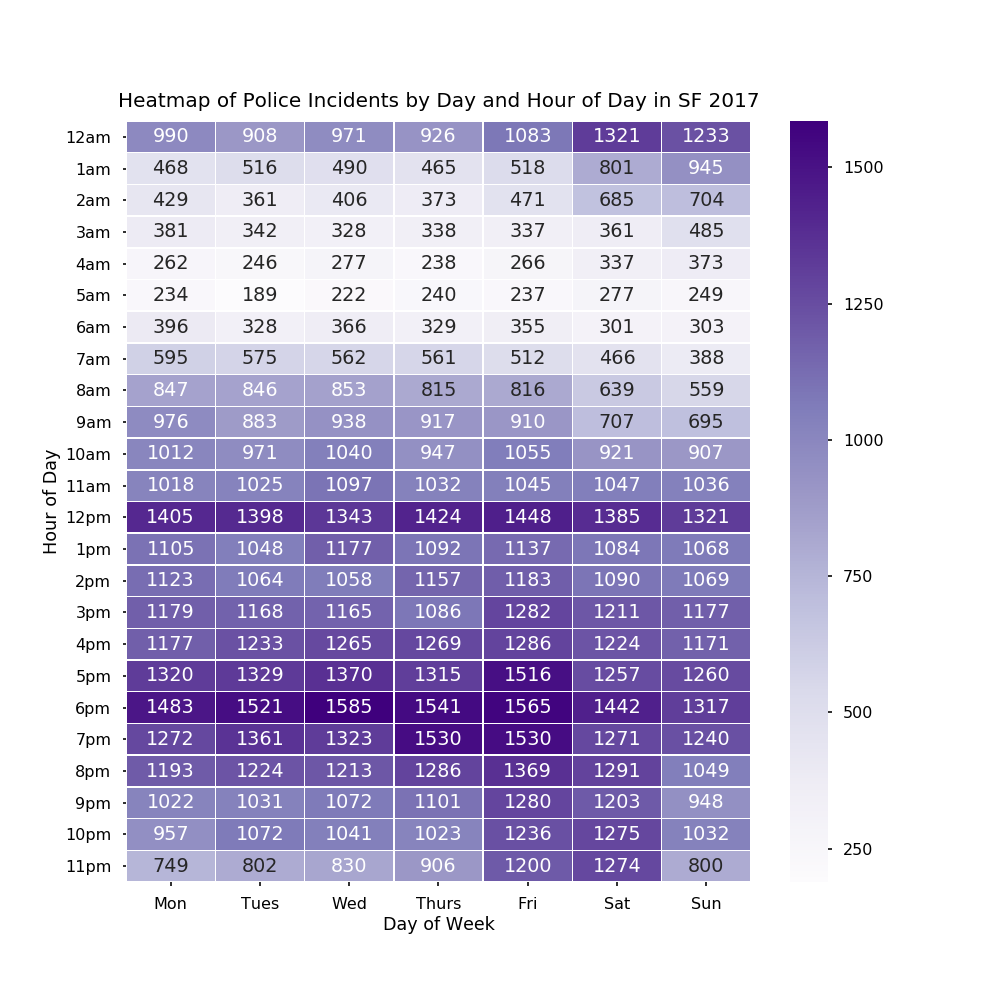 Heatmap of Police Incidents by Day and Hour of Day in SF 2017
12am 990 908 971 926 1083 1321 1233
1am 468 516 490 465 518 801 945
2am 429 361 406 373 471 685 704
3am 381 342 328 338 337 361 485
4am 262 246 277 238 266 337 373
5am 234 189 222 240 237 277 249
6am 396 328 366 329 355 301 303
7am 595 575 562 561 512 466 388
8am 847 846 853 815 816 639 559
9am 976 883 938 917 910 707 695
10am 1012 971 1040 947 1055 921 907
11am 1018 1025 1097 1032 1045 1047 1036
12pm 1405 1398 1343 1424 1448 1385 1321
1pm 1105 1048 1177 1092 1137 1084 1068
2pm 1123 1064 1058 1157 1183 1090 1069
3pm 1179 1168 1165 1086 1282 1211 1177
4pm 1177 1233 1265 1269 1286 1224 1171
5pm 1320 1329 1370 1315 1516 1257 1260
6pm 1483 1521 1585 1541 1565 1442 1317
7pm 1272 1361 1323 1530 1530 1271 1240
8pm 1193 1224 1213 1286 1369 1291 1049
9pm 1022 1031 1072 1101 1280 1203 948
10pm 957 1072 1041 1023 1236 1275 1032
11pm 749 802 830 906 1200 1274 800
Mon Tues Wed Thurs Fri Sat Sun
Day of Week
Hour of Day
1500
1250
1000
750
500
250